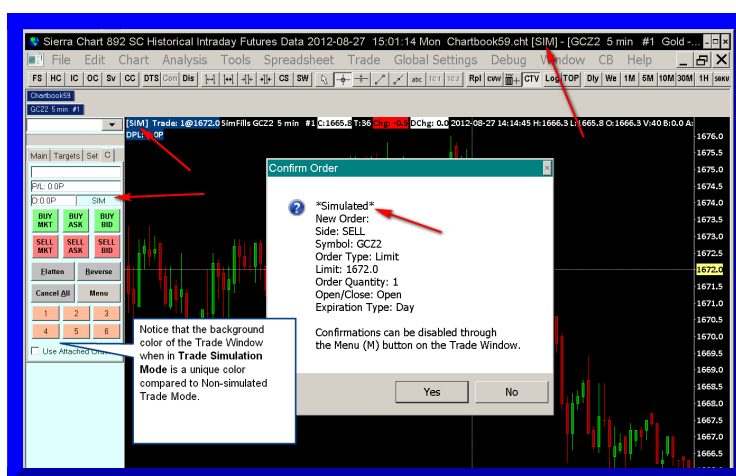 Sierra Chart 892 SC Historical Intraday Futures Data 2012-08-27 15:01:14 Mon Chartbook59.cht [SIM] - [GCZ2 5 min #1 Gold -...
File Edit Chart Analysis Tools Spreadsheet Trade Global Settings Debug Window CB Help
FS HC IC OC Sv CC DTS Con Dis GS SW abc TC1 TC2 Rpl CWW CTV Log TOP Dly We 1M 5M 10M 30M 1H
Chartbook59
GCZ2 5 min #1
[SIM] Trade: 1@1672.0 SimFills GCZ2 5 min #1 C:1665.8 T:36 Chg: -0.5 DChg: 0.0 2012-08-27 14:14:45 H:1666.3 L:1665.8 O:1666.3 V:40 B:0.0 A:
DPL: 0.0P
Main Targets Set C
P/L: 0.0P
D:0.0P SIM
BUY MKT BUY ASK BUY BID
SELL MKT SELL ASK SELL BID
Flatten Reverse
Cancel All Menu
1 2 3
4 5 6
Use Attached Orders
Confirm Order
*Simulated*
New Order:
Side: SELL
Symbol: GCZ2
Order Type: Limit
Limit: 1672.0
Order Quantity: 1
Open/Close: Open
Expiration Type: Day
Confirmations can be disabled through
the Menu (M) button on the Trade Window.
Yes No
Notice that the background
color of the Trade Window
when in Trade Simulation
Mode is a unique color
compared to Non-simulated
Trade Mode.
1676.0
1675.5
1675.0
1674.5
1674.0
1673.5
1673.0
1672.5
1672.0
1671.5
1671.0
1670.5
1670.0
1669.5
1669.0
1668.5
1668.0
1667.5
1667.0
1666.5